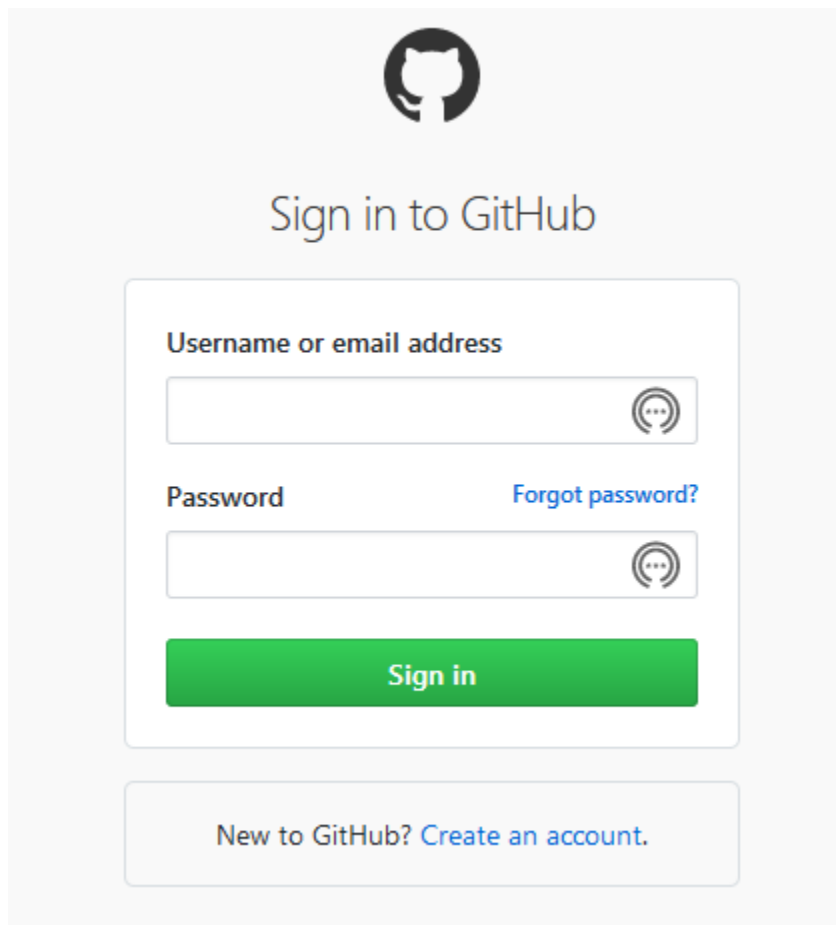 Sign in to GitHub
Username or email address
Password Forgot password?
Sign in
New to GitHub? Create an account.